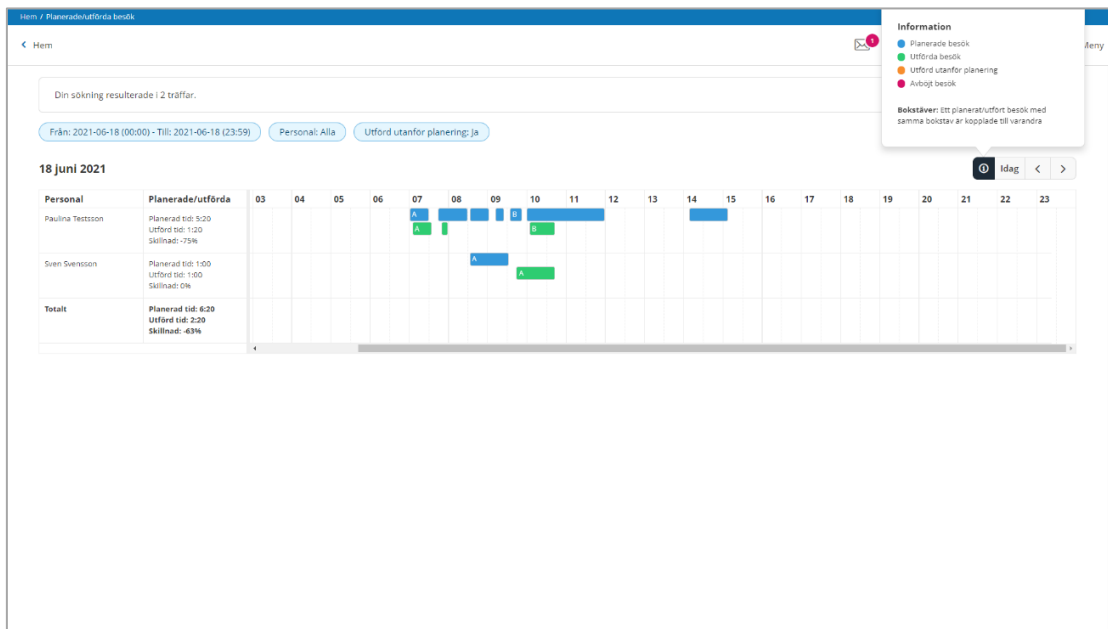 Hem / Planerade/utförda besök
Hem
1
Meny
Information
Planerade besök
Utförda besök
Utförd utanför planering
Avböjt besök
Bokstäver: Ett planerat/utfört besök med
samma bokstav är kopplade till varandra
Din sökning resulterade i 2 träffar.
Från: 2021-06-18 (00:00) - Till: 2021-06-18 (23:59) Personal: Alla Utförd utanför planering: Ja
18 juni 2021
Idag
Personal Planerade/utförda 03 04 05 06 07 08 09 10 11 12 13 14 15 16 17 18 19 20 21 22 23
Paulina Testsson Planerad tid: 5:20 A B
Utförd tid: 1:20 A B
Skillnad: -75%
Sven Svensson Planerad tid: 1:00 A
Utförd tid: 1:00 A
Skillnad: 0%
Totalt Planerad tid: 6:20
Utförd tid: 2:20
Skillnad: -63%